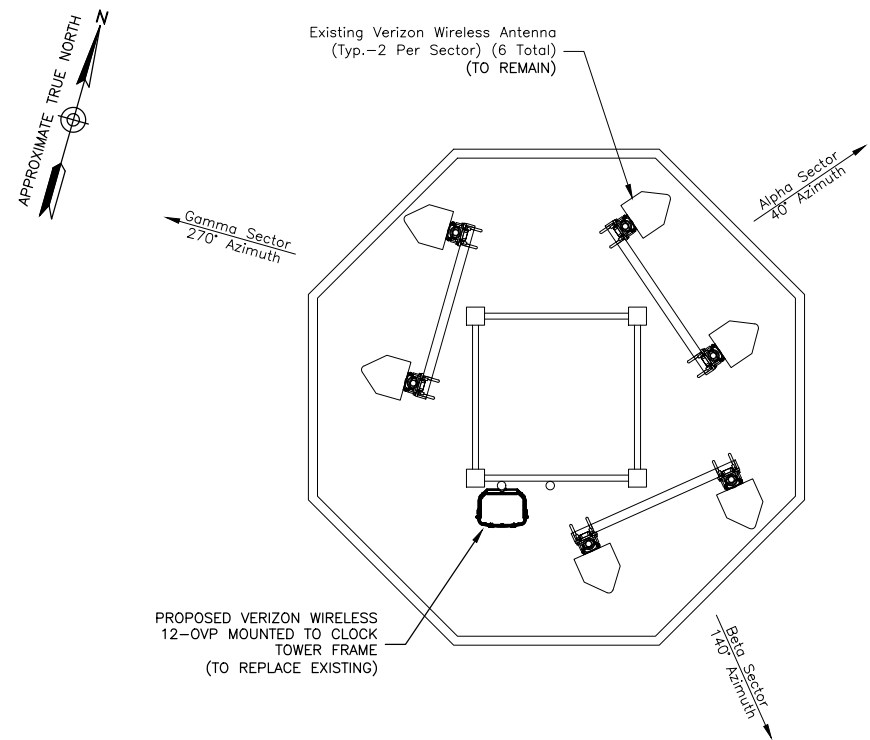 N
APPROXIMATE TRUE NORTH
Existing Verizon Wireless Antenna
(Typ.-2 Per Sector) (6 Total)
(TO REMAIN)
Alpha Sector
40° Azimuth
Gamma Sector
270° Azimuth
PROPOSED VERIZON WIRELESS
12-OVP MOUNTED TO CLOCK
TOWER FRAME
(TO REPLACE EXISTING)
Beta Sector
140° Azimuth